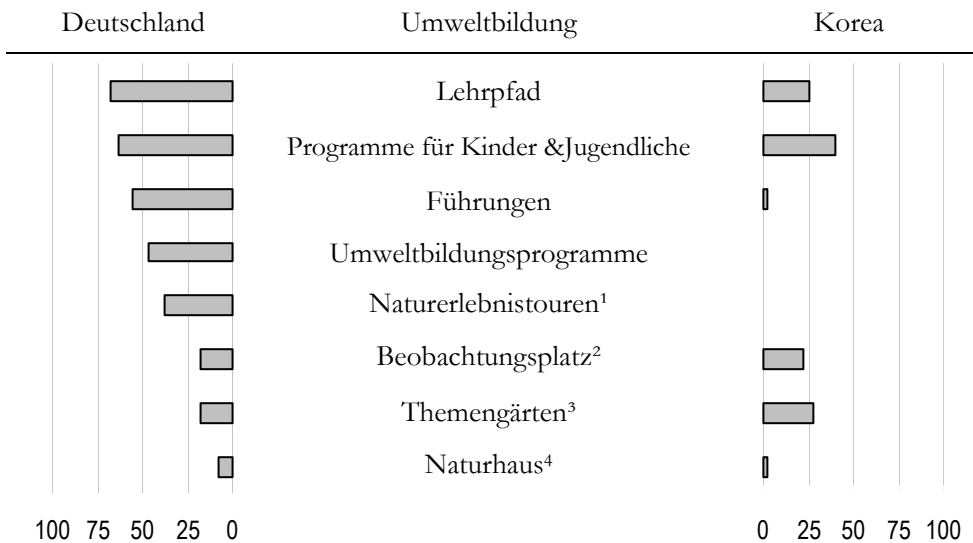 Deutschland Umweltbildung Korea
Lehrpfad
Programme für Kinder &Jugendliche
Führungen
Umweltbildungsprogramme
Naturerlebnistouren¹
Beobachtungsplatz²
Themengärten³
Naturhaus⁴
100 75 50 25 0 0 25 50 75 100